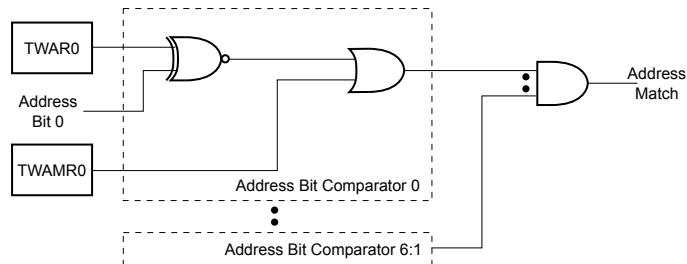 TWAR0
Address
Bit 0
TWAMR0
Address Bit Comparator 0
Address
Match
Address Bit Comparator 6:1